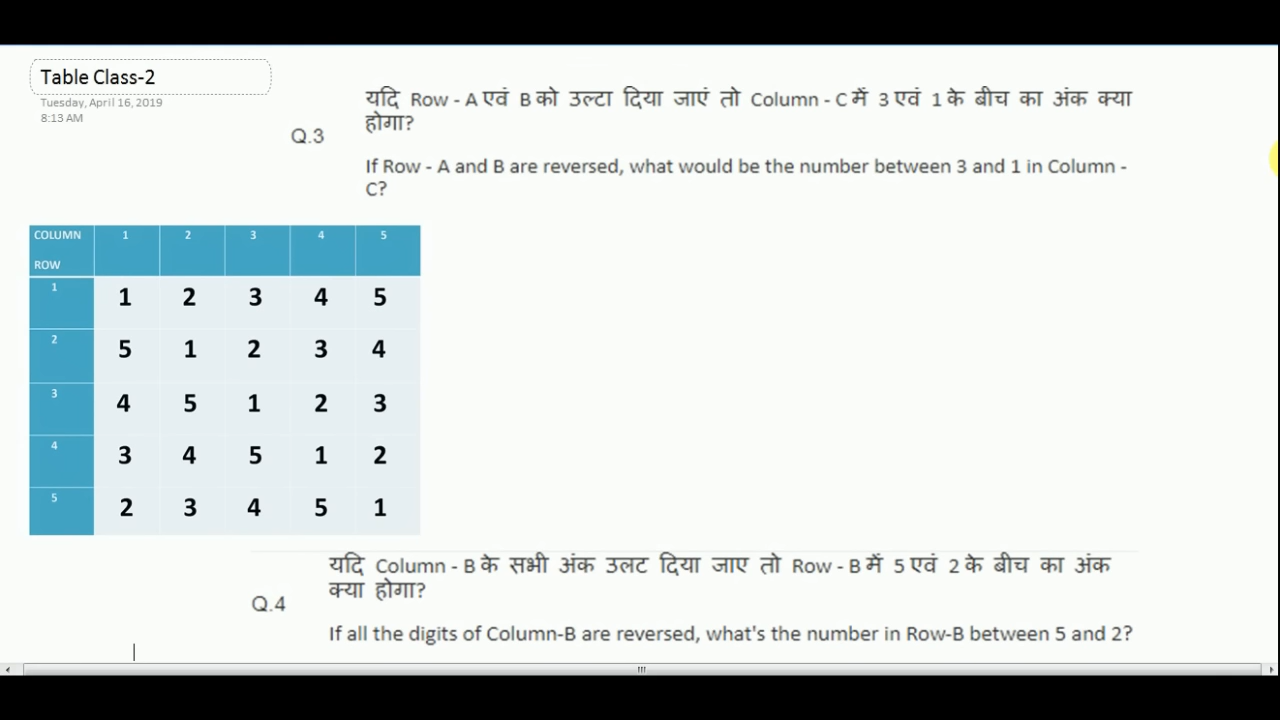 Table Class-2
Tuesday, April 16, 2019
8:13 AM
Q.3
यदि Row - A एवं B को उल्टा दिया जाएं तो Column - C में 3 एवं 1 के बीच का अंक क्या
होगा?
If Row - A and B are reversed, what would be the number between 3 and 1 in Column -
C?
COLUMN 1 2 3 4 5
ROW
1 1 2 3 4 5
2 5 1 2 3 4
3 4 5 1 2 3
4 3 4 5 1 2
5 2 3 4 5 1
Q.4
यदि Column - B के सभी अंक उलट दिया जाए तो Row - B में 5 एवं 2 के बीच का अंक
क्या होगा?
If all the digits of Column-B are reversed, what's the number in Row-B between 5 and 2?